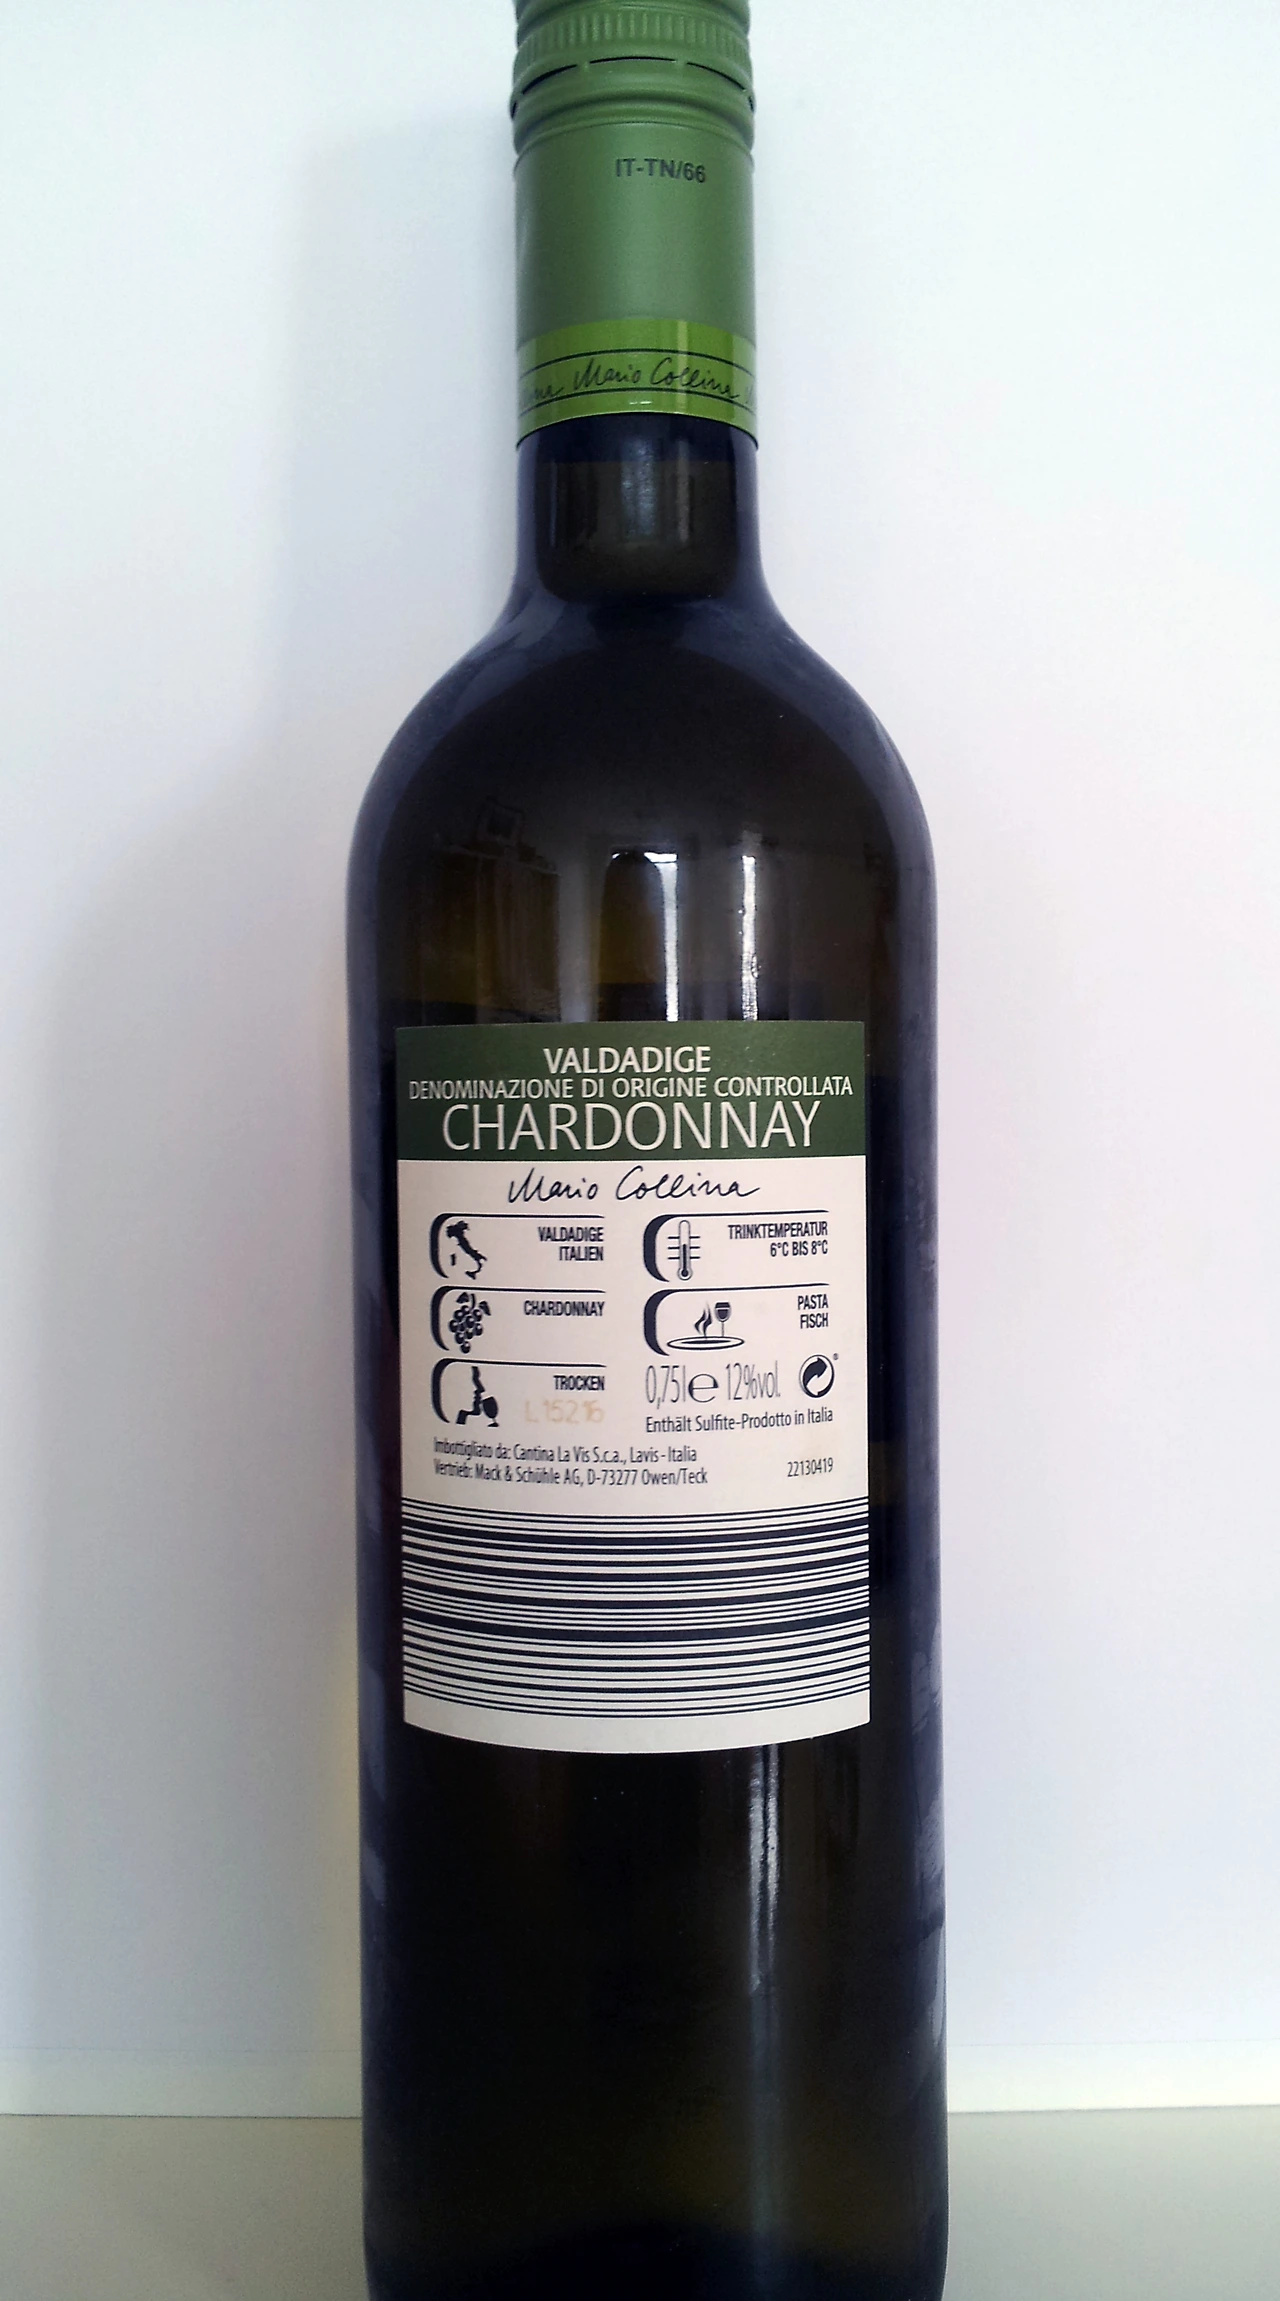 IT-TN/66
Mario Collina
VALDADIGE
DENOMINAZIONE DI ORIGINE CONTROLLATA
CHARDONNAY
Mario Collina
VALDADIGE
ITALIEN
TRINKTEMPERATUR
6°C BIS 8°C
CHARDONNAY
PASTA
FISCH
TROCKEN
L15216
0,75l e 12%vol.
Enthält Sulfite-Prodotto in Italia
Imbottigliato da: Cantina La Vis S.c.a., Lavis-Italia
Vertrieb: Mack & Schühle AG, D-73277 Owen/Teck
22130419